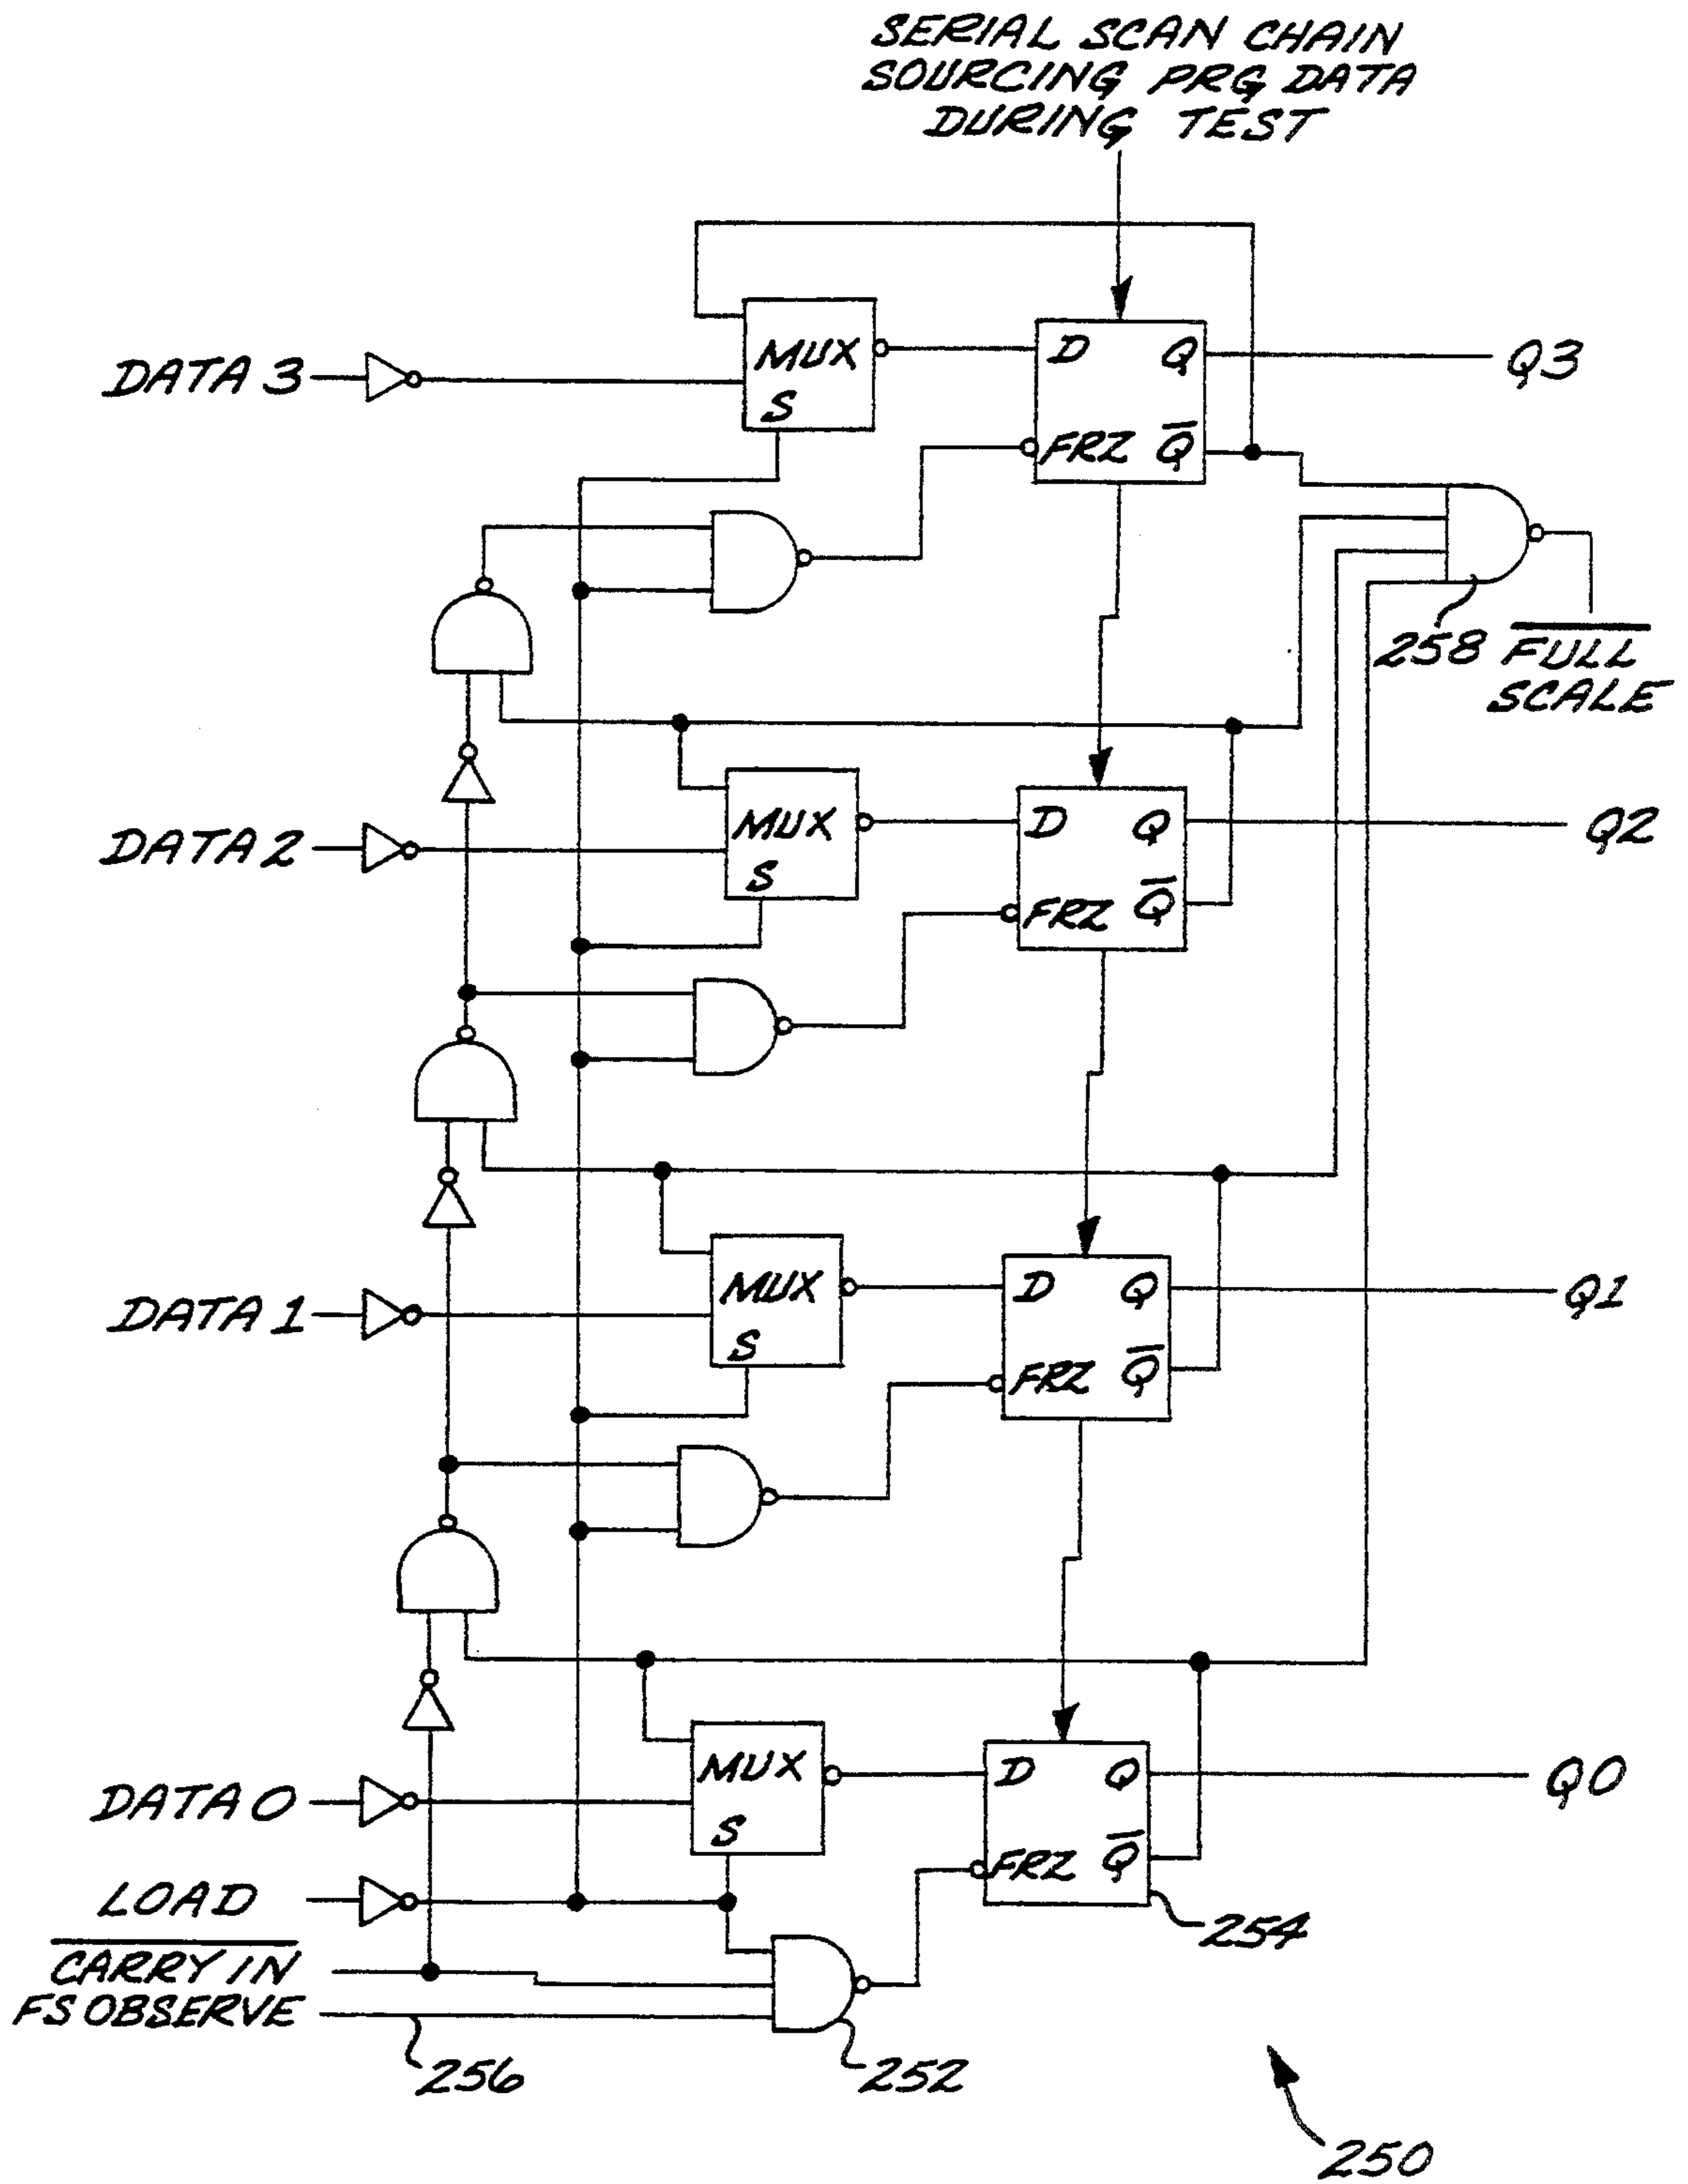 SERIAL SCAN CHAIN
SOURCING PRG DATA
DURING TEST
MUX
S
D Q
FRZ Q̅
DATA 3
Q3
258
FULL
SCALE
MUX
S
D Q
FRZ Q̅
DATA 2
Q2
MUX
S
D Q
FRZ Q̅
DATA 1
Q1
MUX
S
D Q
FRZ Q̅
DATA 0
Q0
LOAD
254
CARRY IN
FS OBSERVE
256
252
250